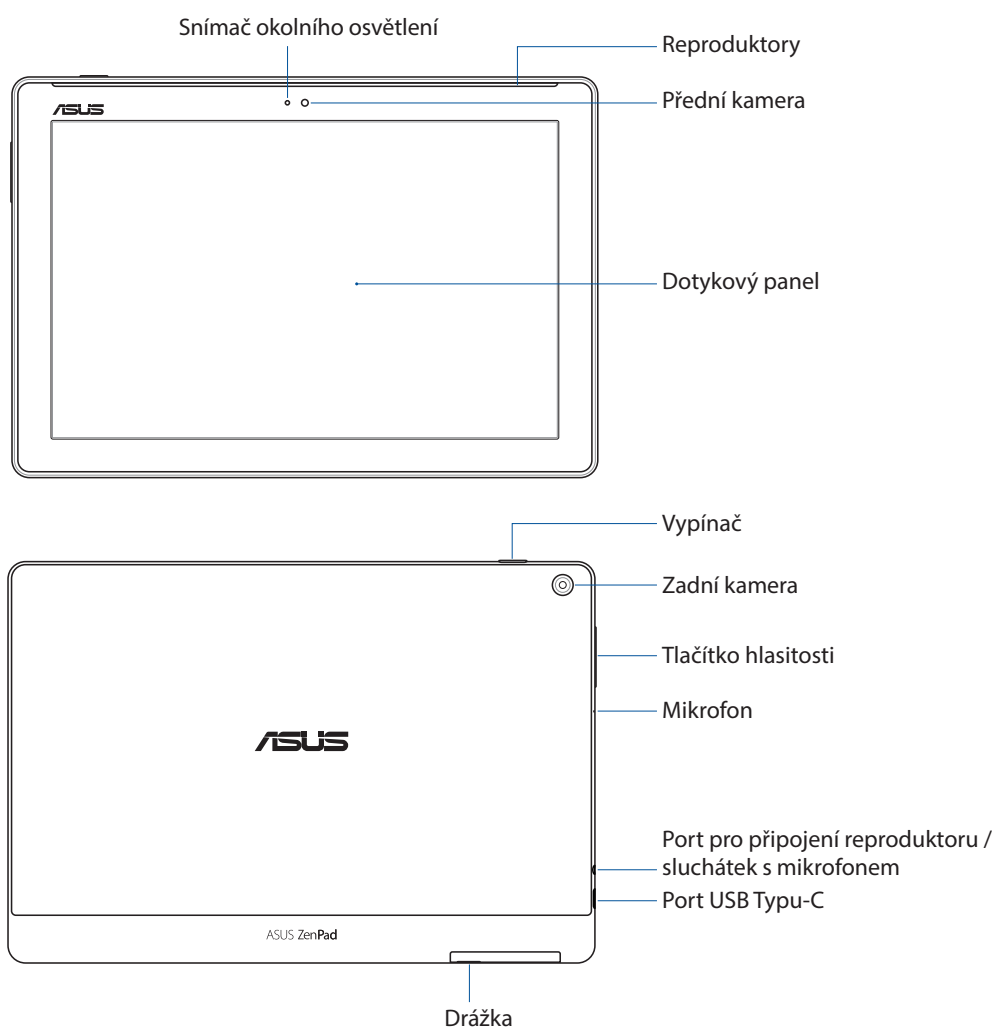 Snímač okolního osvětlení
Reproduktory
Přední kamera
ASUS
Dotykový panel
Vypínač
Zadní kamera
Tlačítko hlasitosti
Mikrofon
ASUS
Port pro připojení reproduktoru /
sluchátek s mikrofonem
Port USB Typu-C
ASUS ZenPad
Drážka